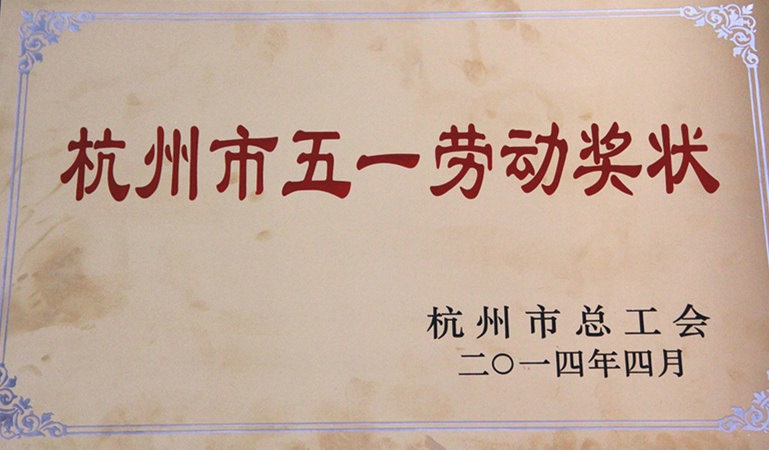 杭州市五一劳动奖状
杭州市总工会
二〇一四年四月